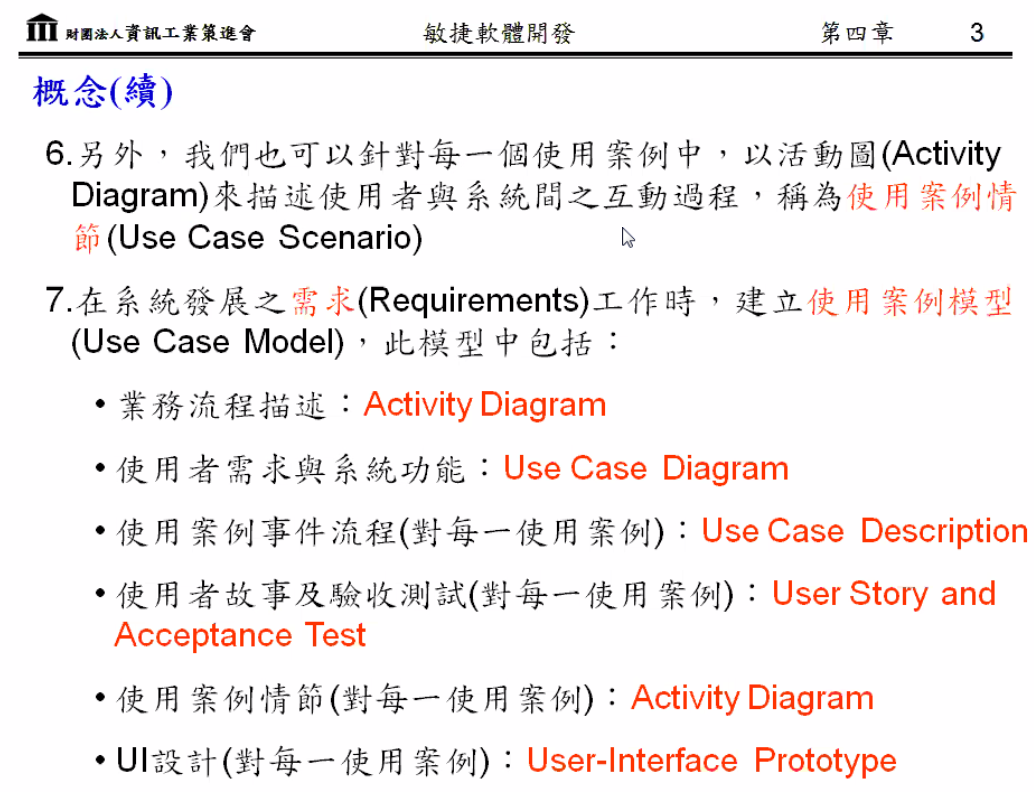 財團法人資訊工業策進會 敏捷軟體開發 第四章 3
概念(續)
6.另外，我們也可以針對每一個使用案例中，以活動圖(Activity
Diagram)來描述使用者與系統間之互動過程，稱為使用案例情
節(Use Case Scenario)
7.在系統發展之需求(Requirements)工作時，建立使用案例模型
(Use Case Model)，此模型中包括：
• 業務流程描述：Activity Diagram
• 使用者需求與系統功能：Use Case Diagram
• 使用案例事件流程(對每一使用案例)：Use Case Description
• 使用者故事及驗收測試(對每一使用案例)：User Story and
Acceptance Test
• 使用案例情節(對每一使用案例)：Activity Diagram
• UI設計(對每一使用案例)：User-Interface Prototype